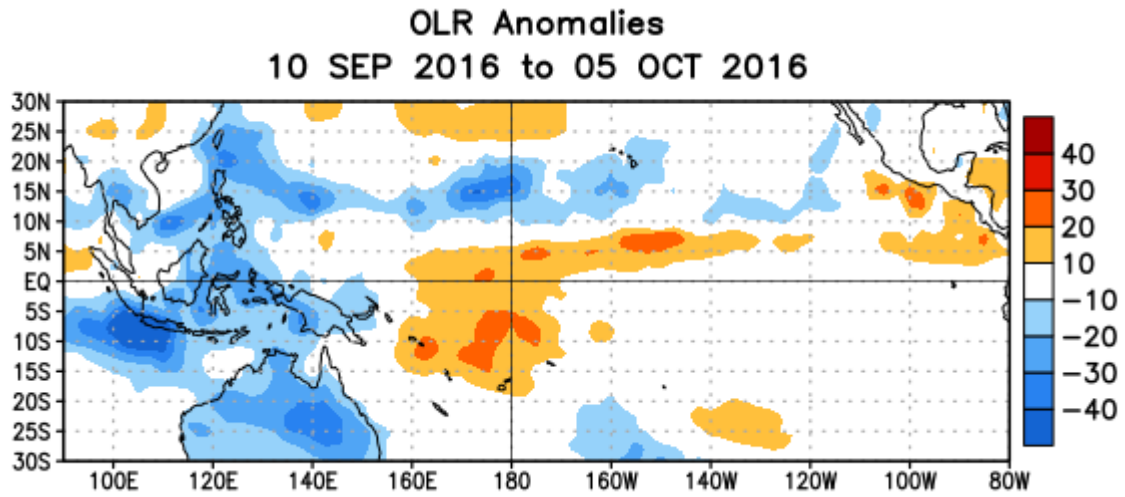 OLR Anomalies
10 SEP 2016 to 05 OCT 2016
30N
25N
20N
15N
10N
5N
EQ
5S
10S
15S
20S
25S
30S
100E 120E 140E 160E 180 160W 140W 120W 100W 80W
40
30
20
10
−10
−20
−30
−40